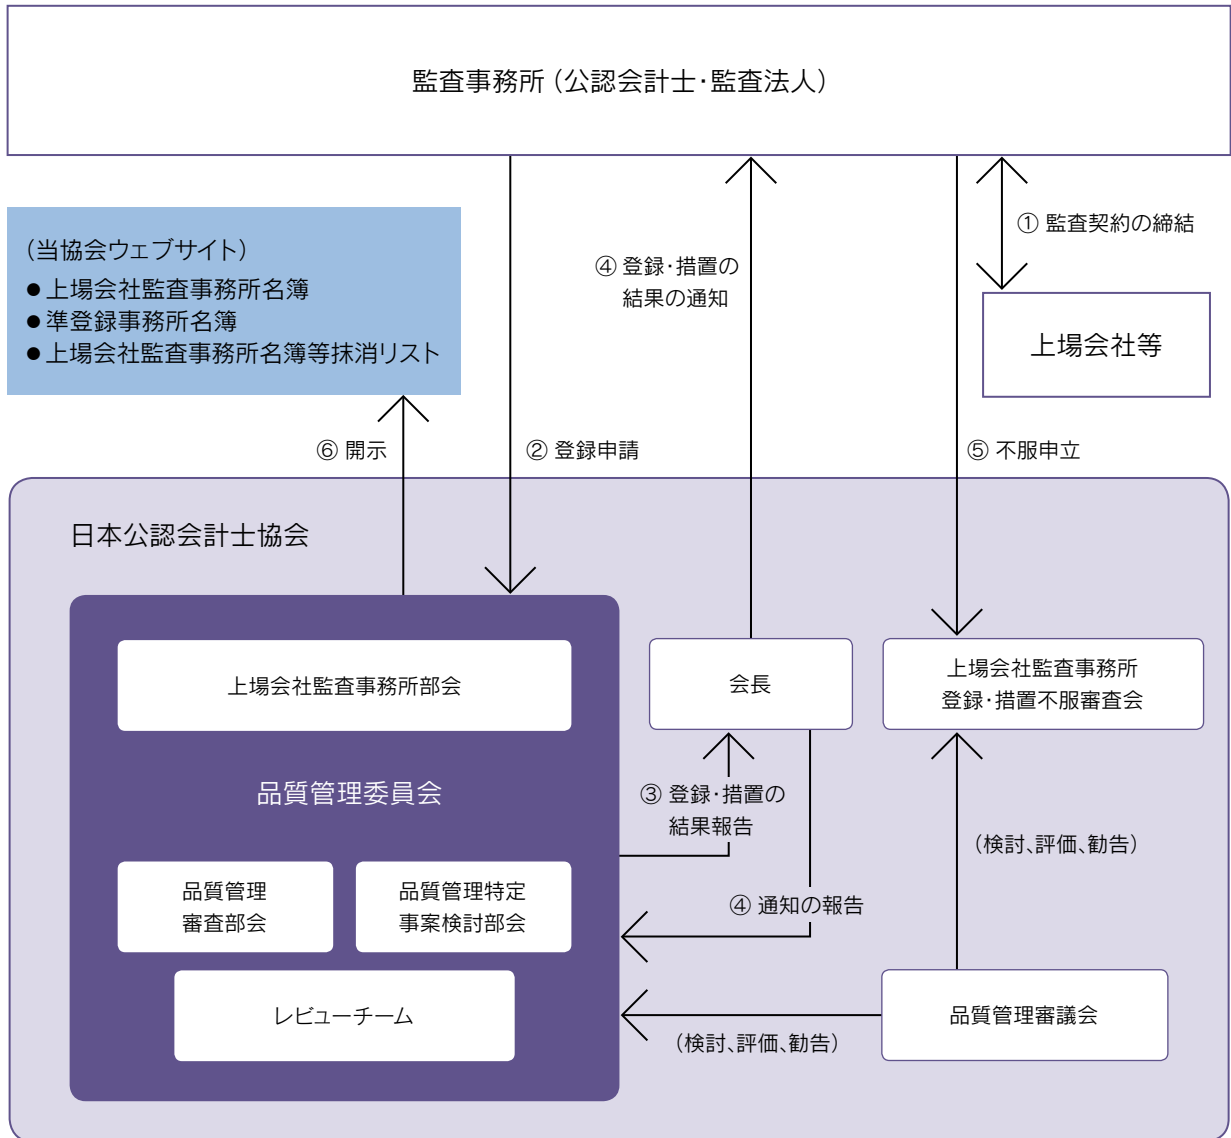 監査事務所（公認会計士・監査法人）
① 監査契約の締結
（当協会ウェブサイト）
● 上場会社監査事務所名簿
● 準登録事務所名簿
● 上場会社監査事務所名簿等抹消リスト
④ 登録・措置の
結果の通知
上場会社等
⑥ 開示
② 登録申請
⑤ 不服申立
日本公認会計士協会
上場会社監査事務所部会
会長
上場会社監査事務所
登録・措置不服審査会
品質管理委員会
③ 登録・措置の
結果報告
（検討、評価、勧告）
品質管理
審査部会
品質管理特定
事案検討部会
④ 通知の報告
レビューチーム
（検討、評価、勧告）
品質管理審議会